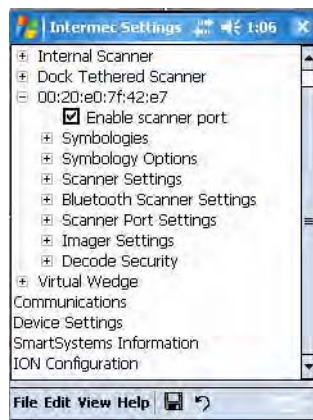 Intermec Settings 1:06
Internal Scanner
Dock Tethered Scanner
00:20:e0:7f:42:e7
Enable scanner port
Symbologies
Symbology Options
Scanner Settings
Bluetooth Scanner Settings
Scanner Port Settings
Imager Settings
Decode Security
Virtual Wedge
Communications
Device Settings
SmartSystems Information
ION Configuration
File Edit View Help